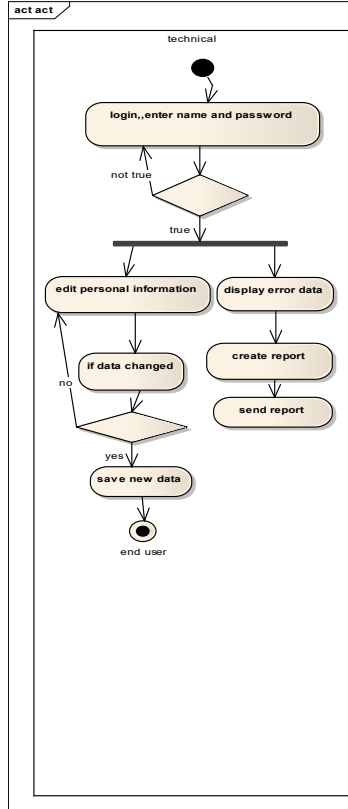 act act
technical
login,,enter name and password
not true
true
edit personal information
display error data
if data changed
create report
no
send report
yes
save new data
end user